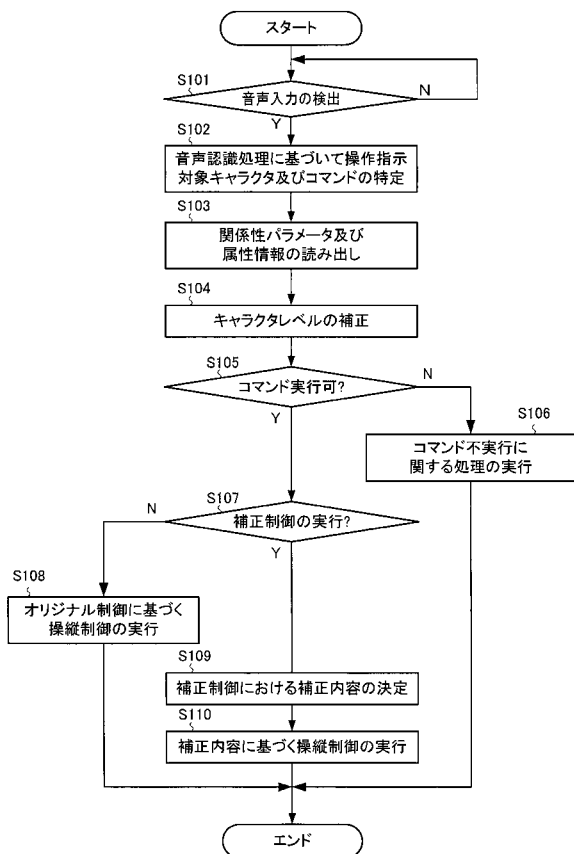 スタート
S101
音声入力の検出
N
Y
S102
音声認識処理に基づいて操作指示
対象キャラクタ及びコマンドの特定
S103
関係性パラメータ及び
属性情報の読み出し
S104
キャラクタレベルの補正
S105
コマンド実行可?
N
Y
S106
コマンド不実行に
関する処理の実行
S107
補正制御の実行?
N
Y
S108
オリジナル制御に基づく
操縦制御の実行
S109
補正制御における補正内容の決定
S110
補正内容に基づく操縦制御の実行
エンド